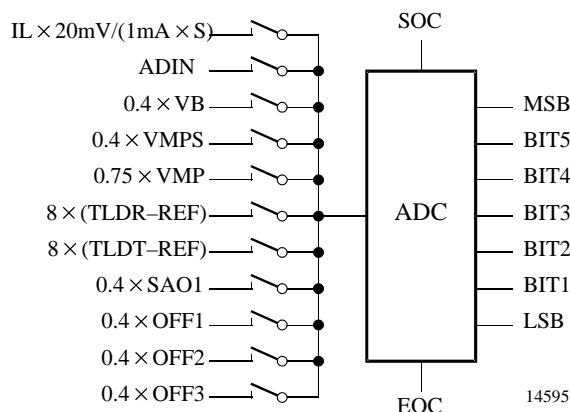 IL × 20mV/(1mA × S)
SOC
ADIN
0.4 × VB
MSB
0.4 × VMPS
BIT5
0.75 × VMP
BIT4
8 × (TLDR–REF)
ADC
BIT3
8 × (TLDT–REF)
BIT2
0.4 × SAO1
BIT1
0.4 × OFF1
LSB
0.4 × OFF2
0.4 × OFF3
EOC
14595